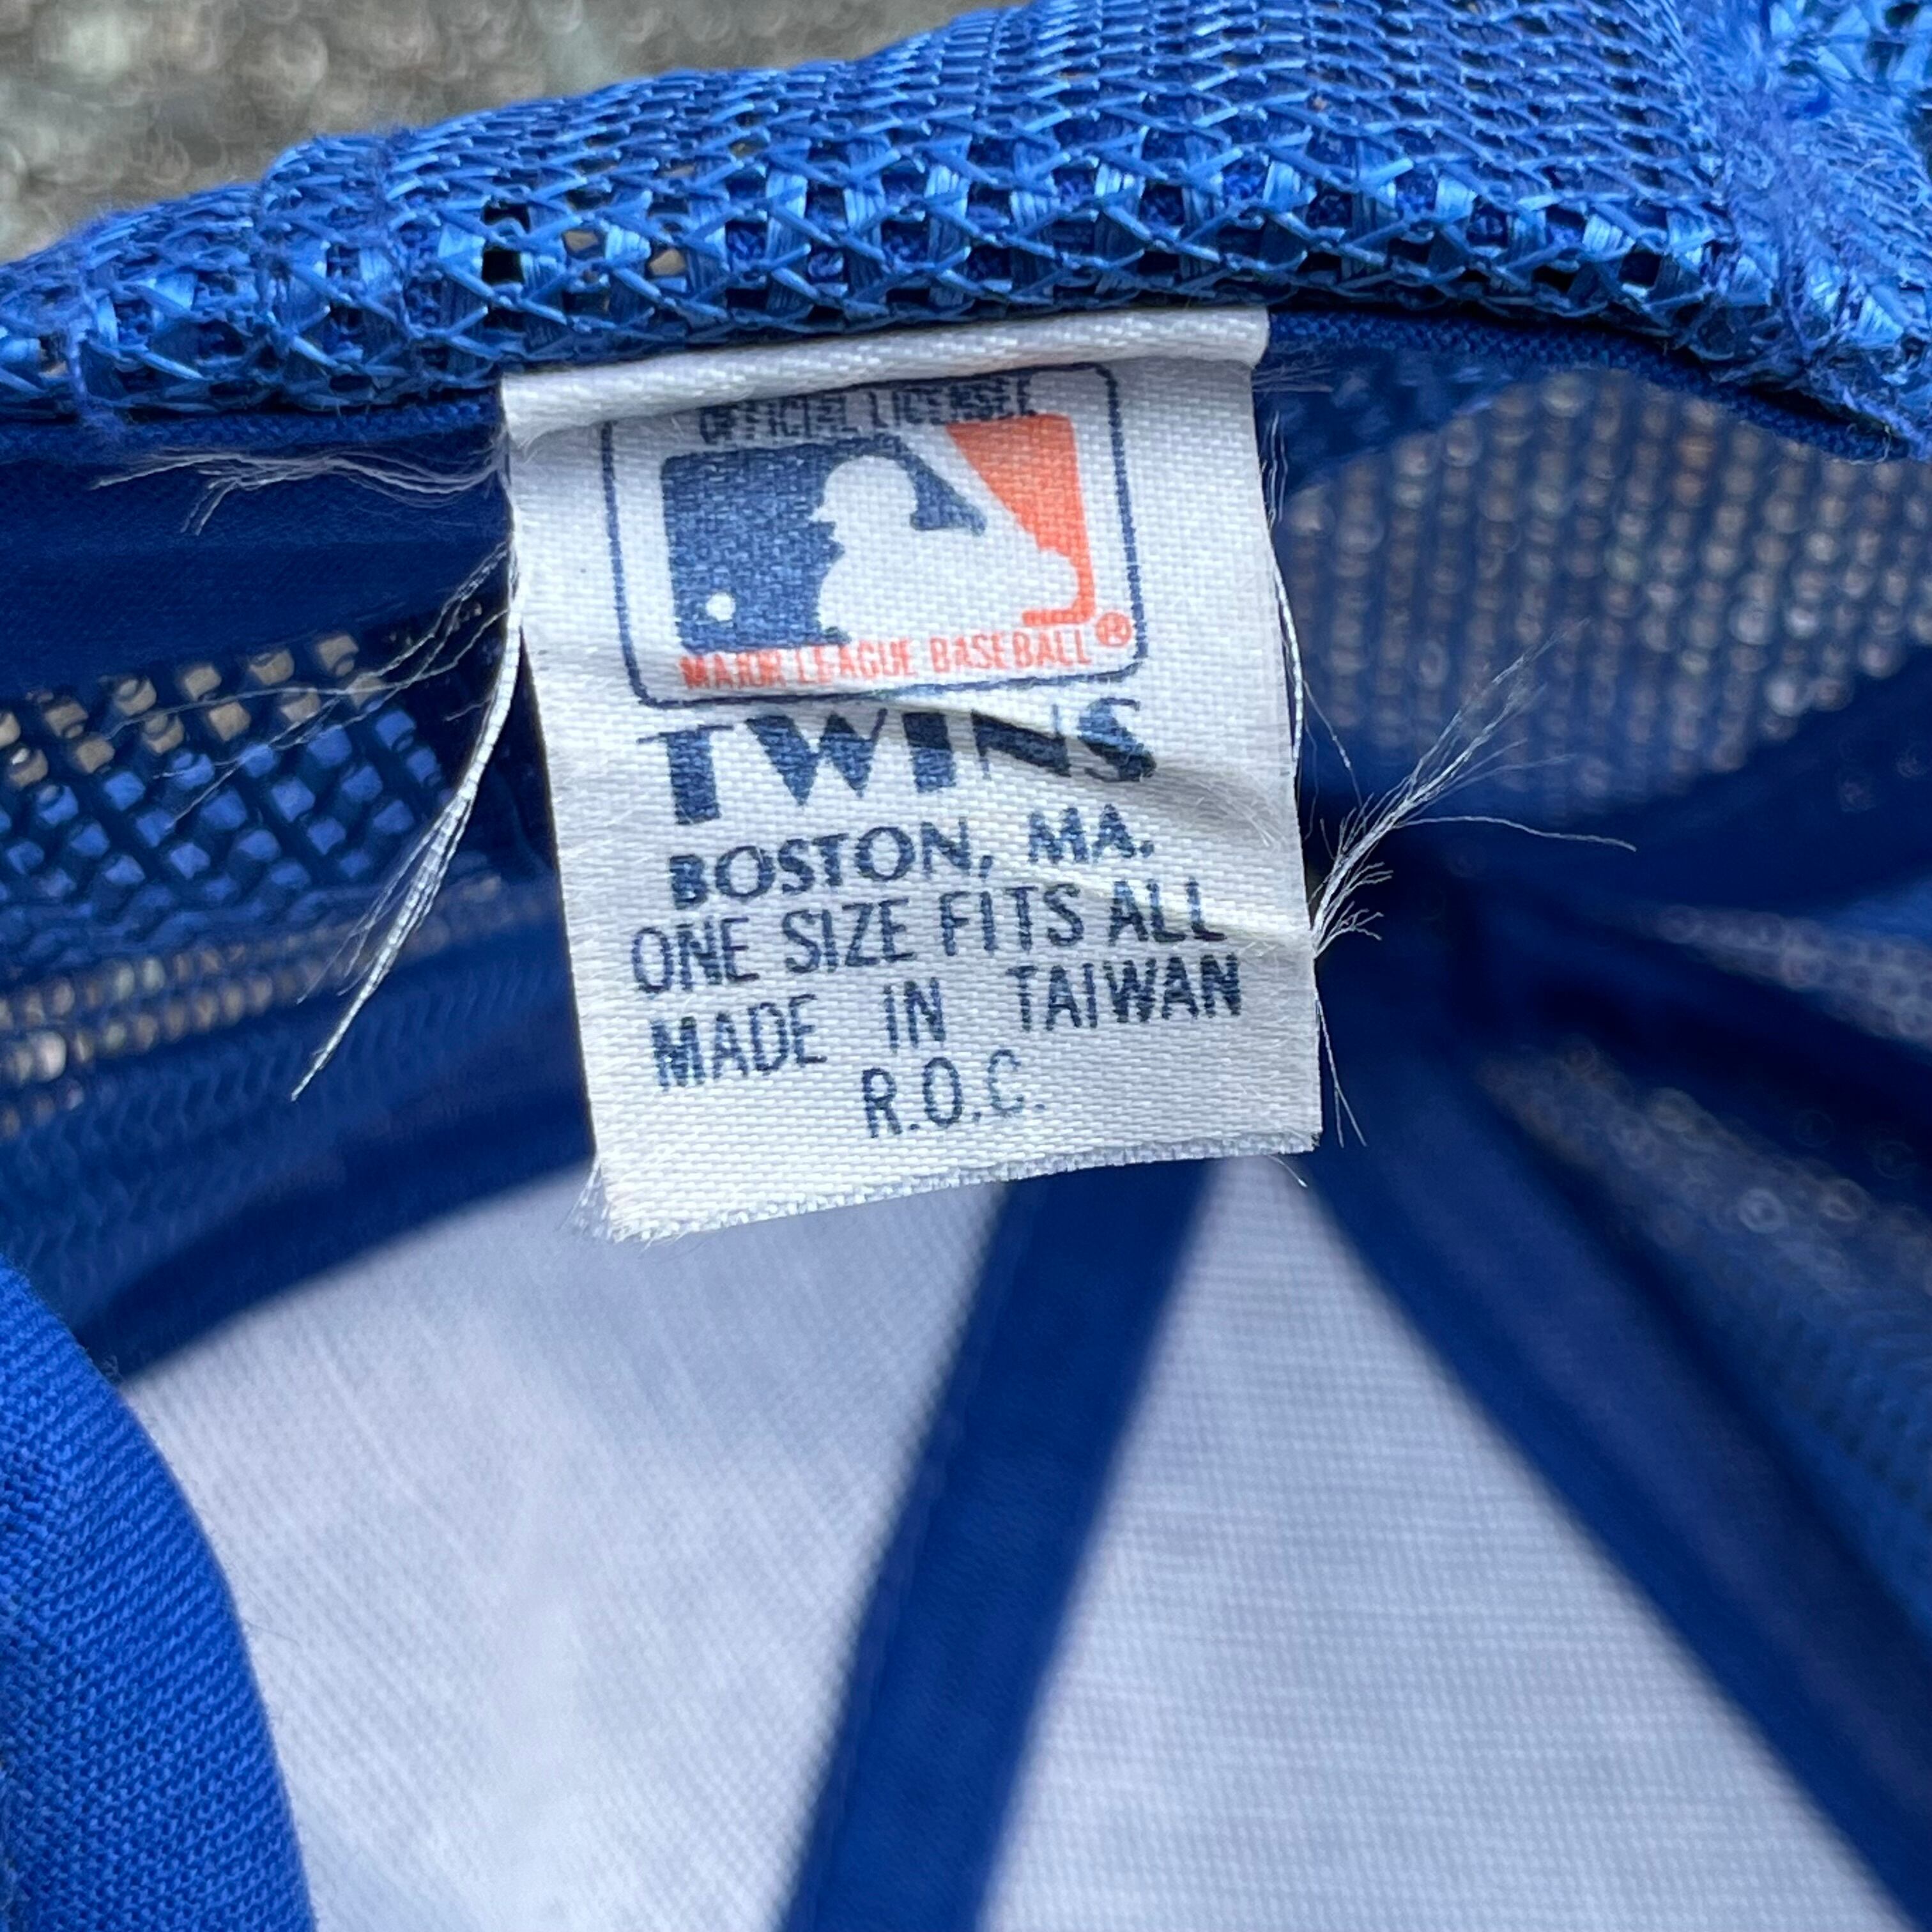 OFFICIAL LICENSEE
MAJOR LEAGUE BASEBALL ®
TWINS
BOSTON, MA.
ONE SIZE FITS ALL
MADE IN TAIWAN
R.O.C.